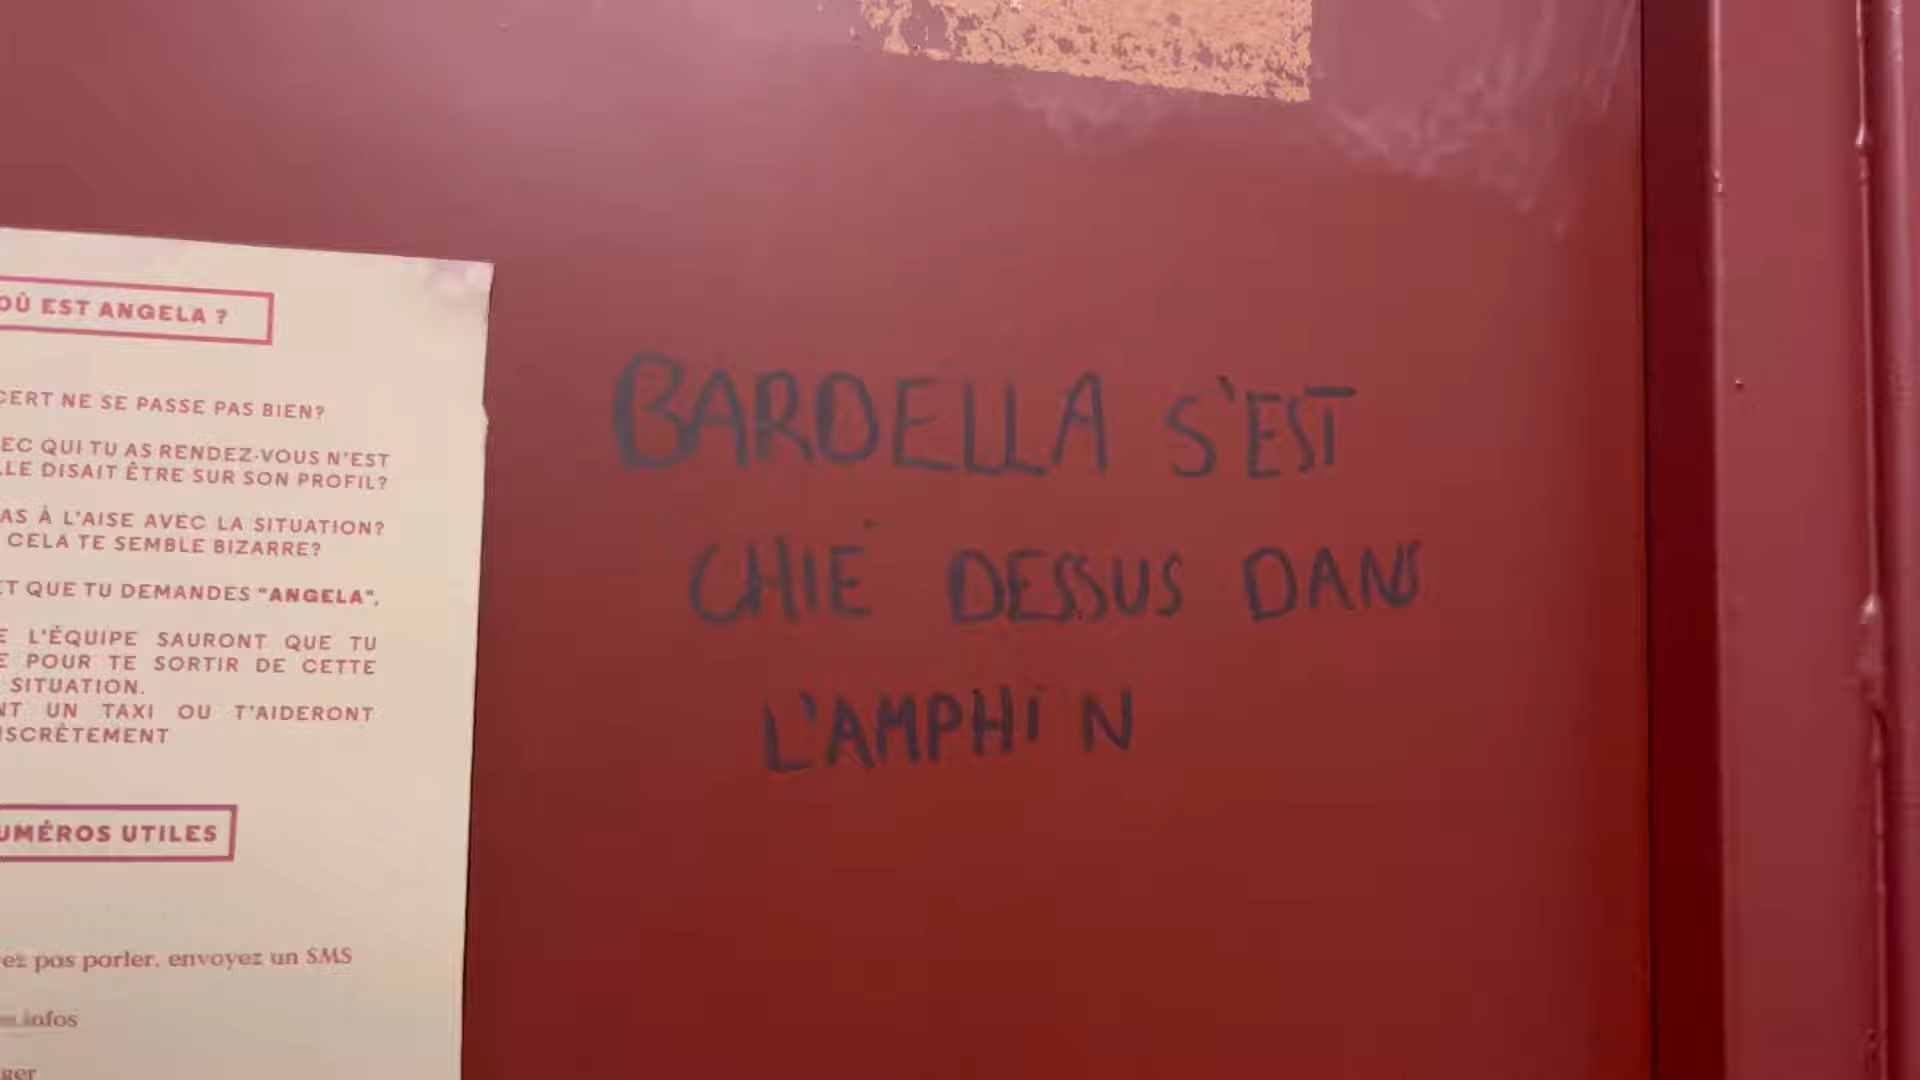 OÙ EST ANGELA ?
CERT NE SE PASSE PAS BIEN?
EC QUI TU AS RENDEZ-VOUS N'EST
LLE DISAIT ÊTRE SUR SON PROFIL?
AS À L'AISE AVEC LA SITUATION?
CELA TE SEMBLE BIZARRE?
ET QUE TU DEMANDES "ANGELA",
E L'ÉQUIPE SAURONT QUE TU
E POUR TE SORTIR DE CETTE
SITUATION.
NT UN TAXI OU T'AIDERONT
ISCRÈTEMENT
UMÉROS UTILES
ez pas parler, envoyez un SMS
infos
ger
BARDELLA S'EST
CHIÉ DESSUS DANS
L'AMPHI N